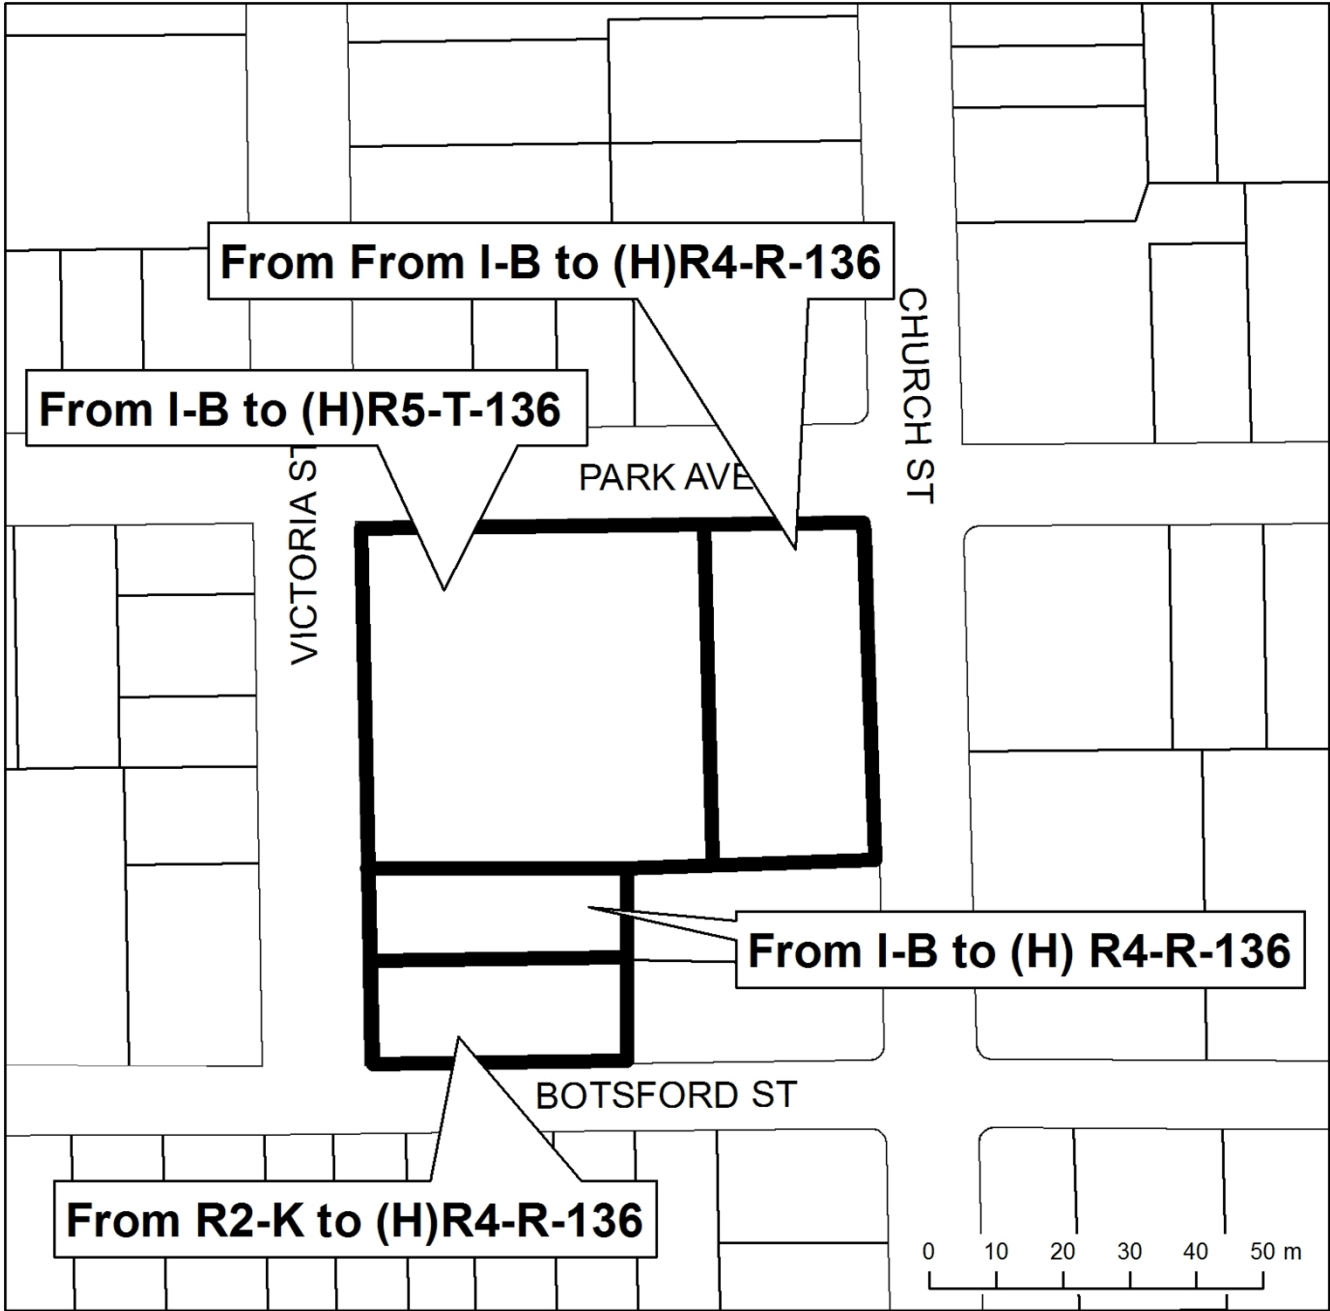 From From I-B to (H)R4-R-136
CHURCH ST
From I-B to (H)R5-T-136
PARK AVE
VICTORIA ST
From I-B to (H) R4-R-136
BOTSFORD ST
From R2-K to (H)R4-R-136
0 10 20 30 40 50 m